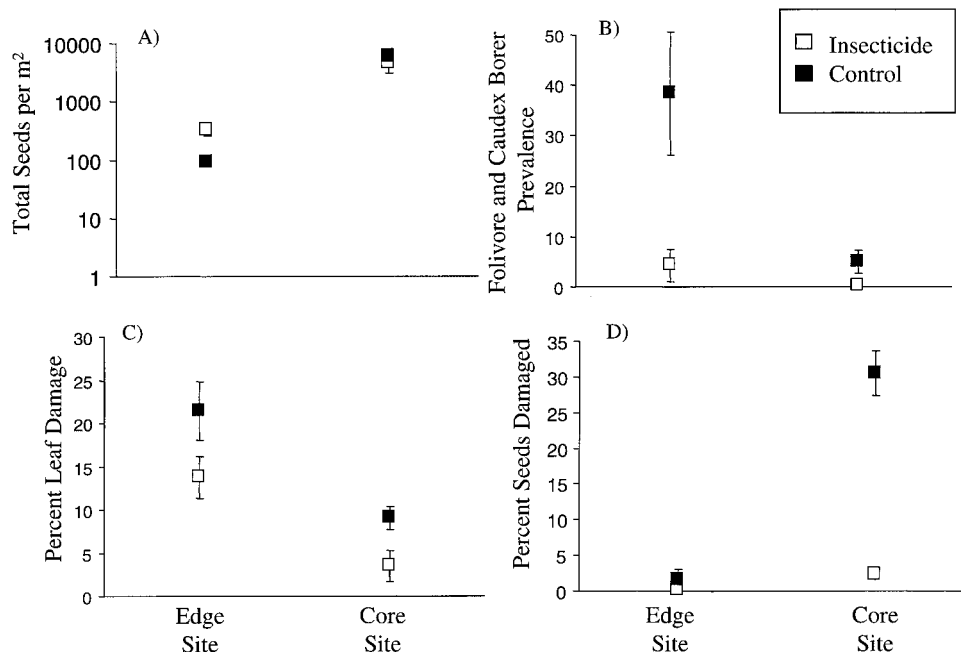 A)
Total Seeds per m²
10000
1000
100
10
1
B)
Folivore and Caudex Borer
Prevalence
50
40
30
20
10
0
Insecticide
Control
C)
Percent Leaf Damage
30
25
20
15
10
5
0
Edge
Site
Core
Site
D)
Percent Seeds Damaged
35
30
25
20
15
10
5
0
Edge
Site
Core
Site